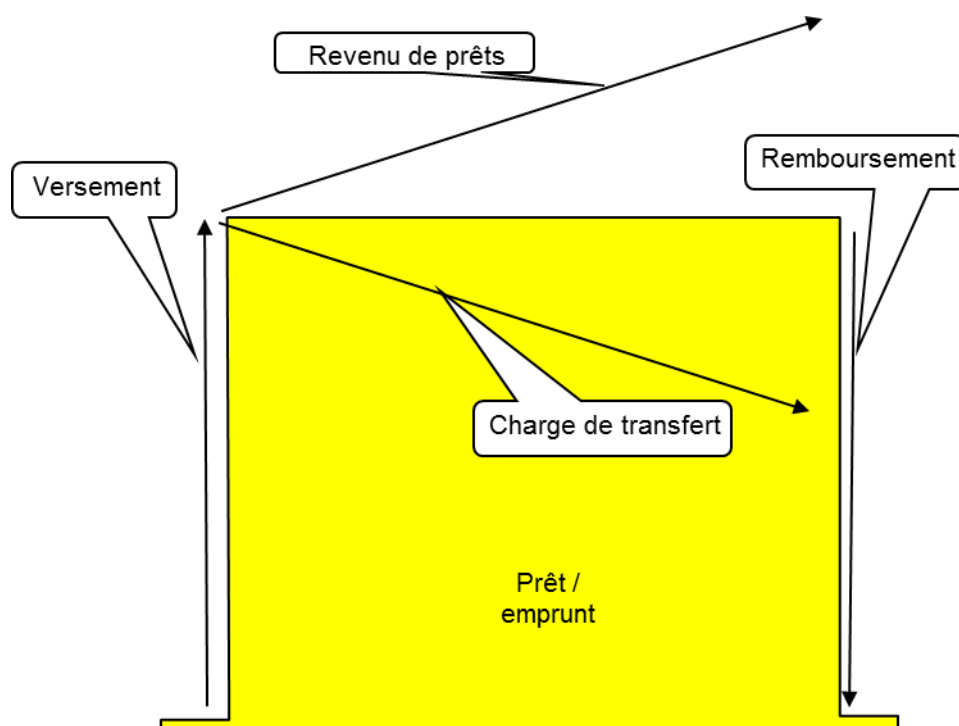 Revenu de prêts
Versement
Remboursement
Charge de transfert
Prêt /
emprunt